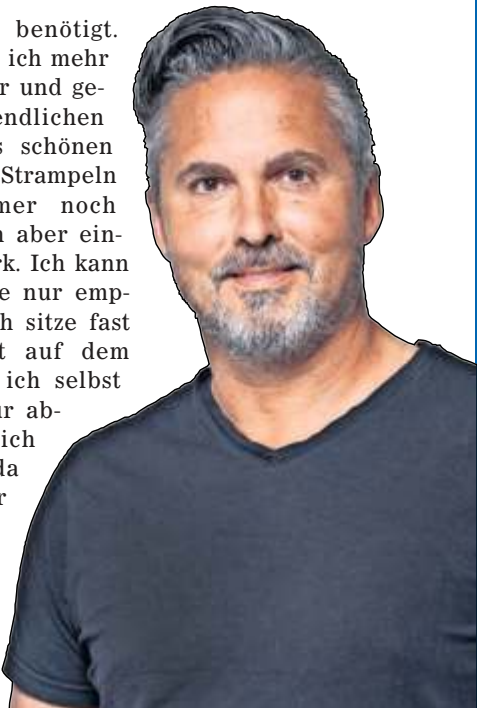 benötigt.
ich mehr
r und ge-
endlichen
s schönen
Strampeln
mer noch
n aber ein-
rk. Ich kann
e nur emp-
h sitze fast
t auf dem
ich selbst
ur ab-
ich
da
r